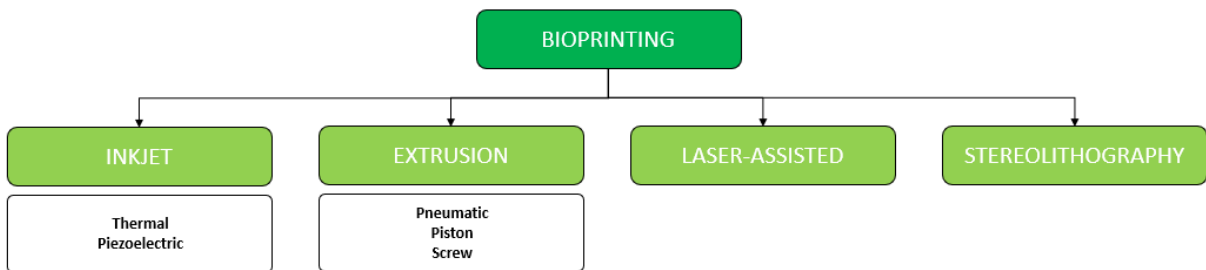 BIOPRINTING
INKJET
EXTRUSION
LASER-ASSISTED
STEREOLITHOGRAPHY
Thermal
Piezoelectric
Pneumatic
Piston
Screw